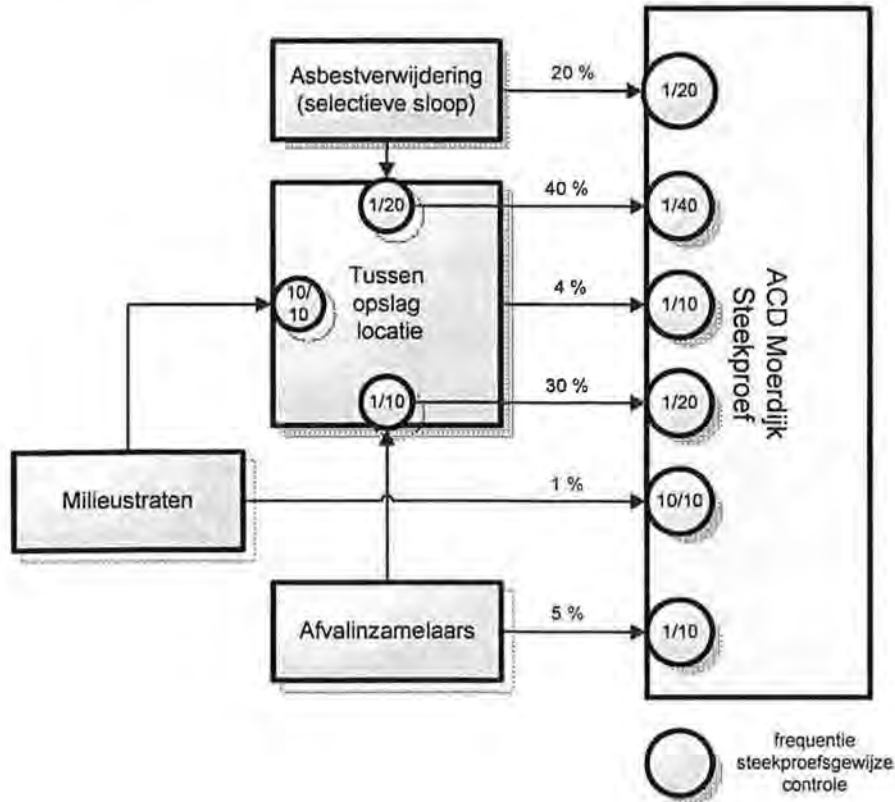 Asbestverwijdering
(selectieve sloop)
20 %
1/20
1/20
40 %
1/40
10/
10
Tussen
opslag
locatie
4 %
1/10
1/10
30 %
1/20
ACD Moerdijk
Steekproef
Milieustraten
1 %
10/10
Afvalinzamelaars
5 %
1/10
frequentie
steekproefsgewijze
controle